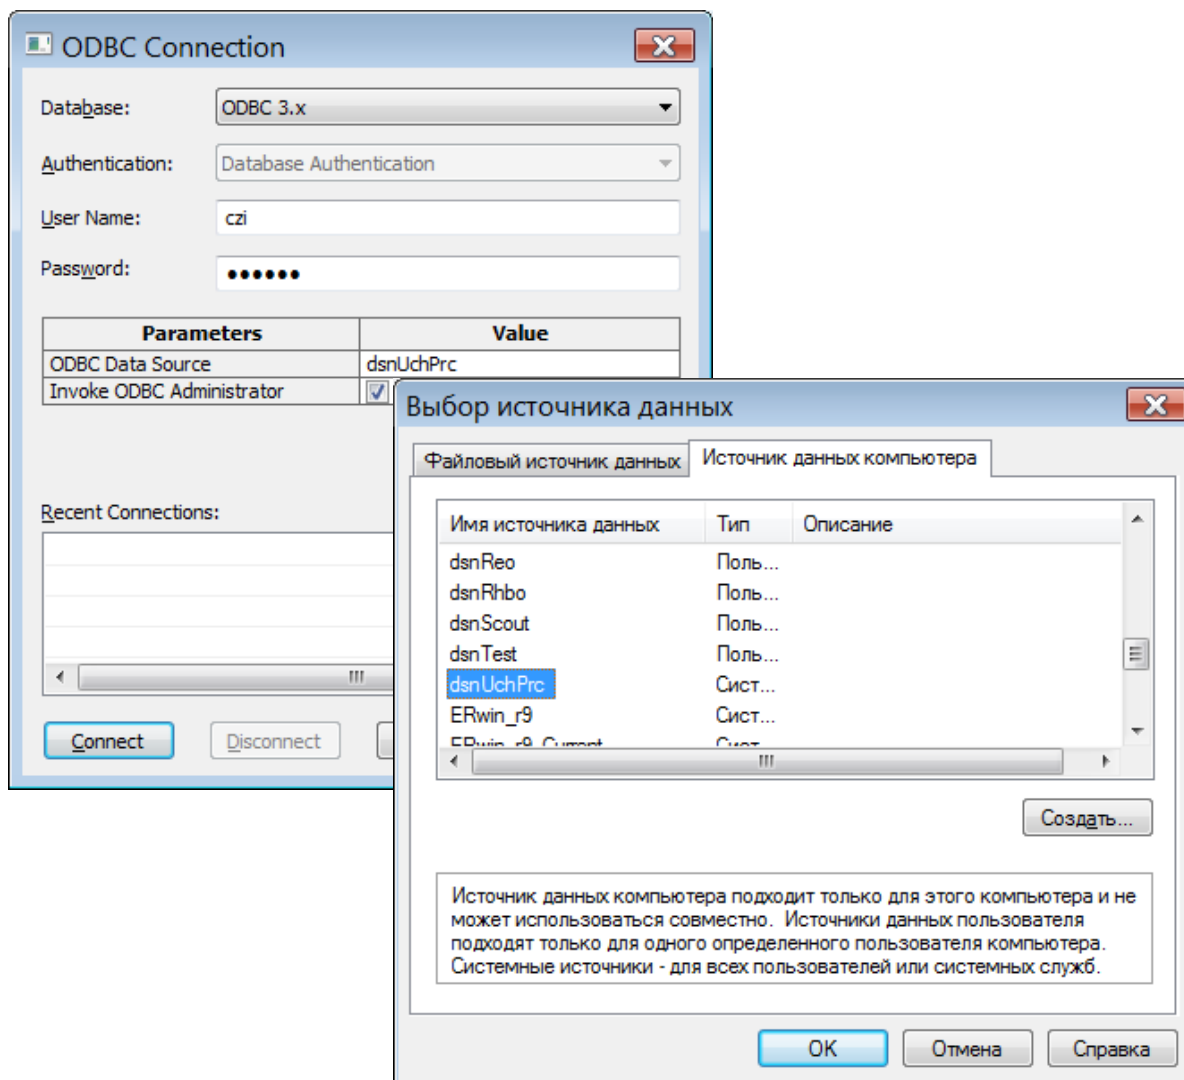 ODBC Connection
Database: ODBC 3.x
Authentication: Database Authentication
User Name: czi
Password: ••••••
Parameters Value
ODBC Data Source dsnUchPrc
Invoke ODBC Administrator
Recent Connections:
Connect Disconnect
Выбор источника данных
Файловый источник данных Источник данных компьютера
Имя источника данных Тип Описание
dsnReo Поль...
dsnRhbo Поль...
dsnScout Поль...
dsnTest Поль...
dsnUchPrc Сист...
ERwin_r9 Сист...
ERwin_r9_Current Сист...
Создать...
Источник данных компьютера подходит только для этого компьютера и не
может использоваться совместно. Источники данных пользователя
подходят только для одного определенного пользователя компьютера.
Системные источники - для всех пользователей или системных служб.
OK Отмена Справка